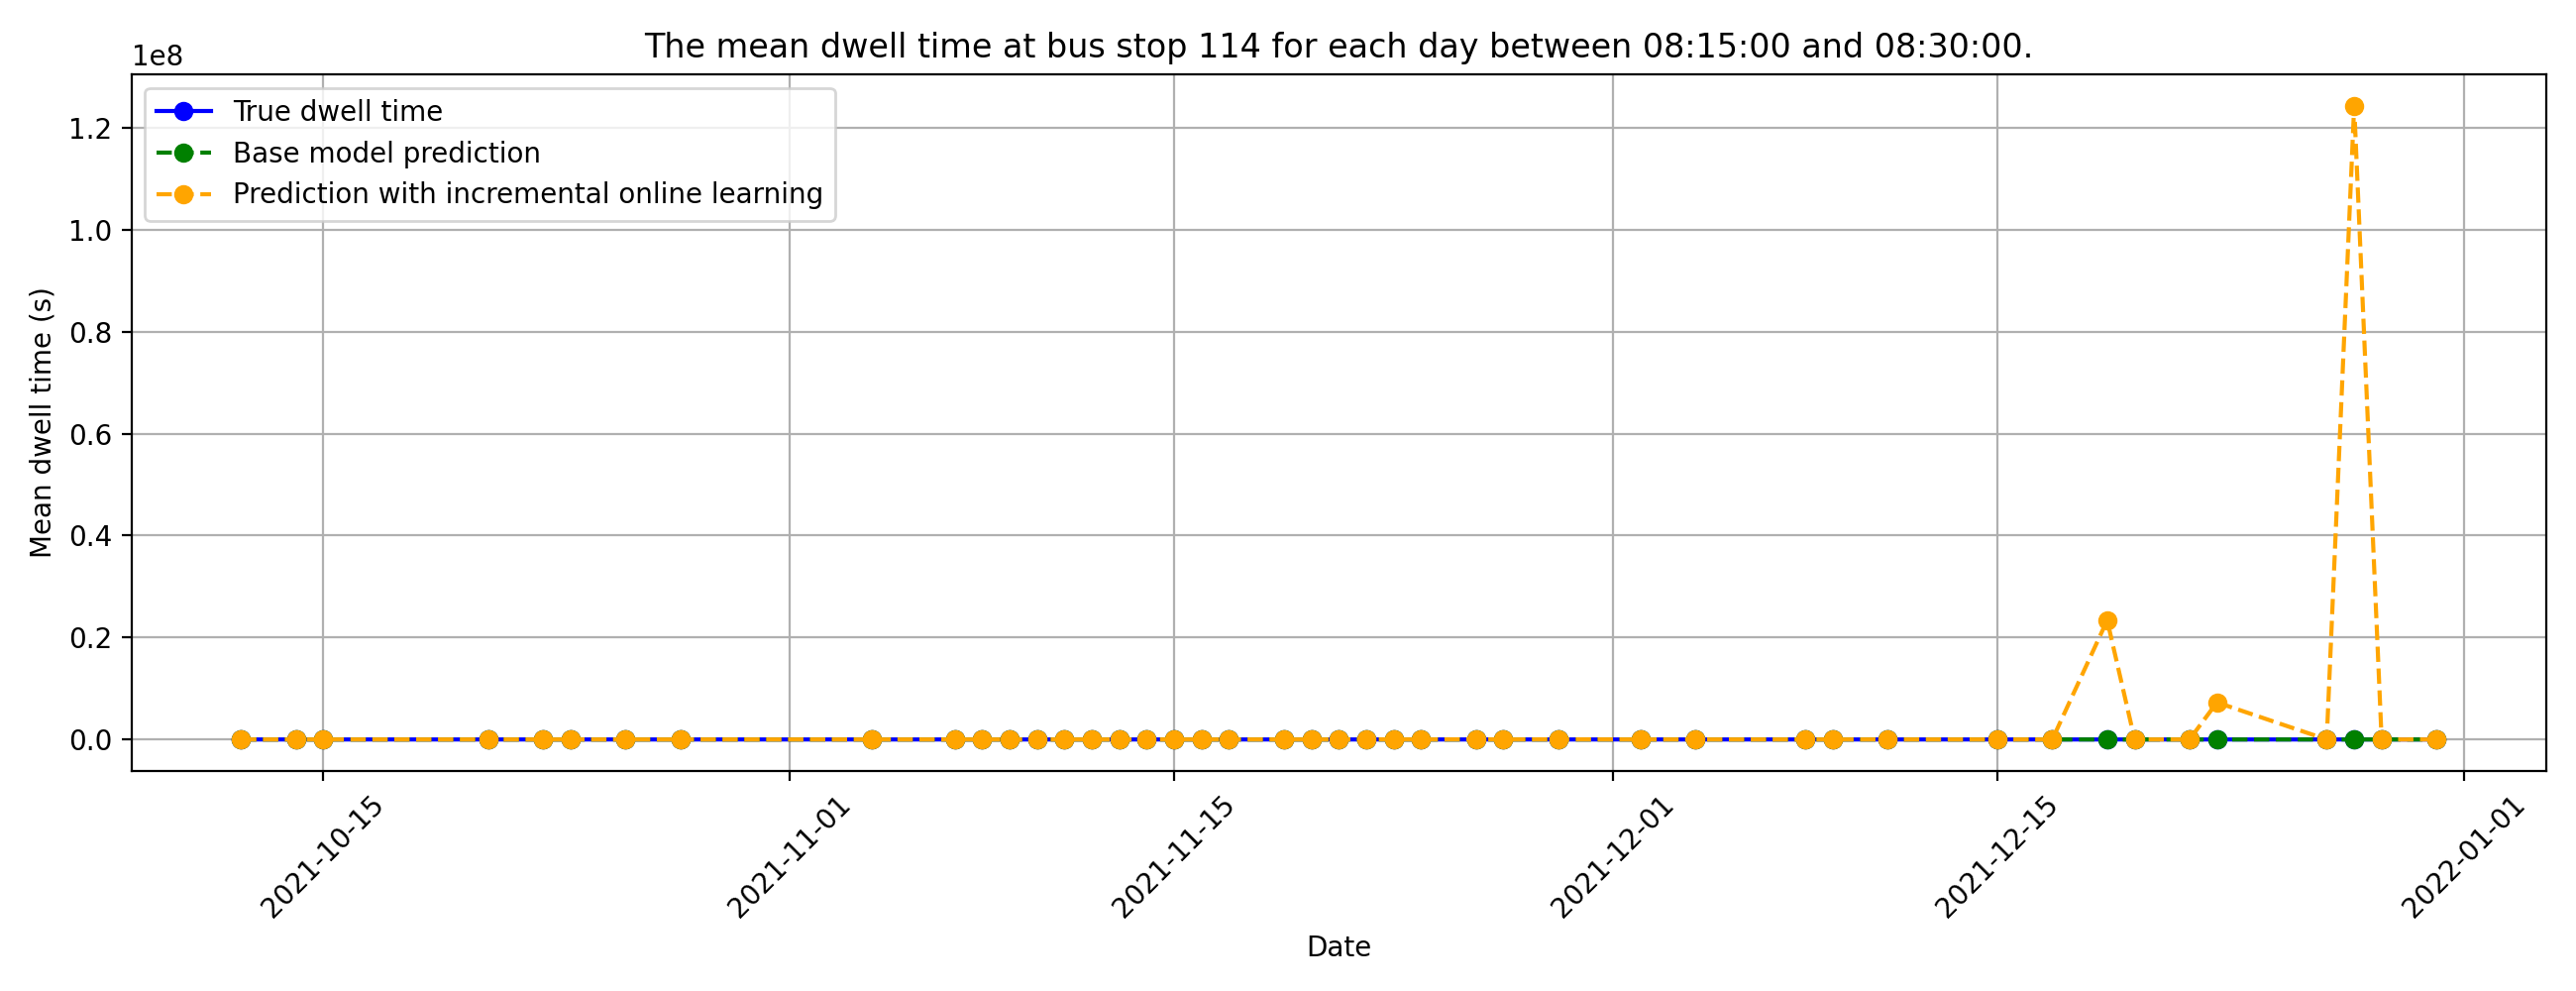 The mean dwell time at bus stop 114 for each day between 08:15:00 and 08:30:00.
1e8
True dwell time
Base model prediction
Prediction with incremental online learning
1.2
1.0
0.8
0.6
0.4
0.2
0.0
Mean dwell time (s)
2021-10-15
2021-11-01
2021-11-15
2021-12-01
2021-12-15
2022-01-01
Date